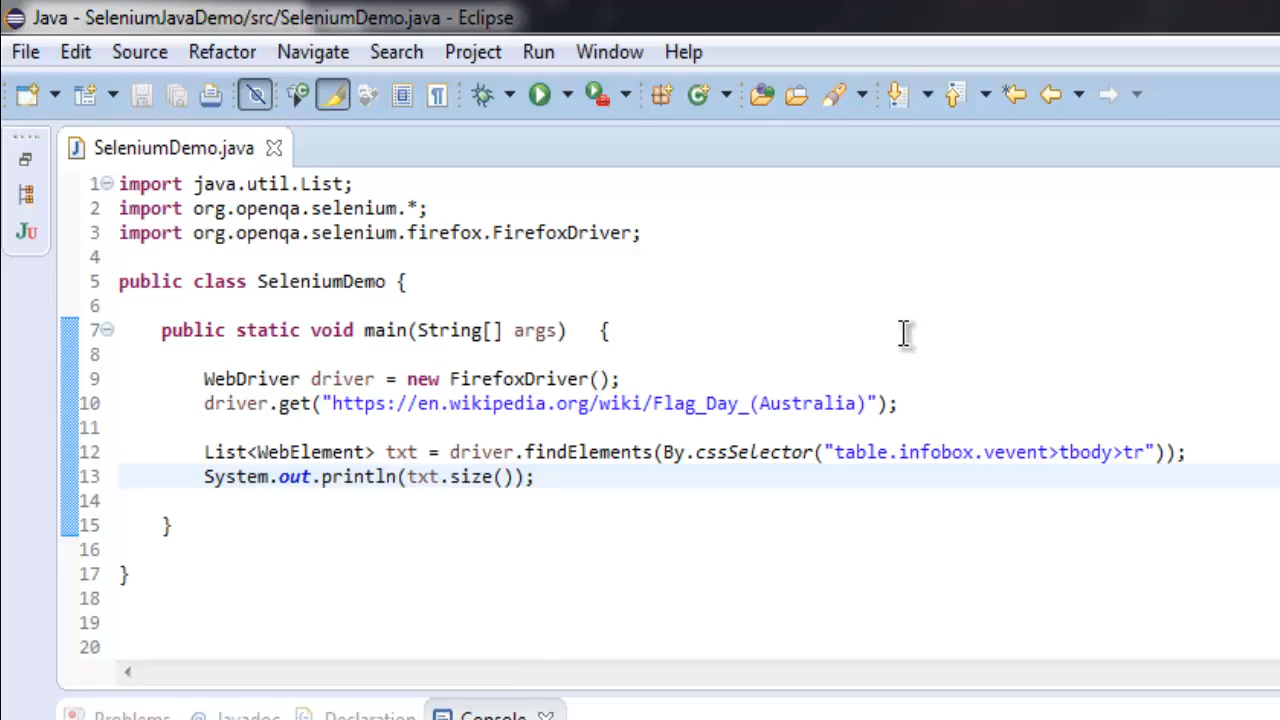 Java - SeleniumJavaDemo/src/SeleniumDemo.java - Eclipse
File Edit Source Refactor Navigate Search Project Run Window Help
SeleniumDemo.java
1 import java.util.List;
2 import org.openqa.selenium.*;
3 import org.openqa.selenium.firefox.FirefoxDriver;
4
5 public class SeleniumDemo {
6
7 public static void main(String[] args) {
8
9 WebDriver driver = new FirefoxDriver();
10 driver.get("https://en.wikipedia.org/wiki/Flag_Day_(Australia)");
11
12 List<WebElement> txt = driver.findElements(By.cssSelector("table.infobox.vevent>tbody>tr"));
13 System.out.println(txt.size());
14
15 }
16
17 }
18
19
20
Problems @ Javadoc Declaration Console